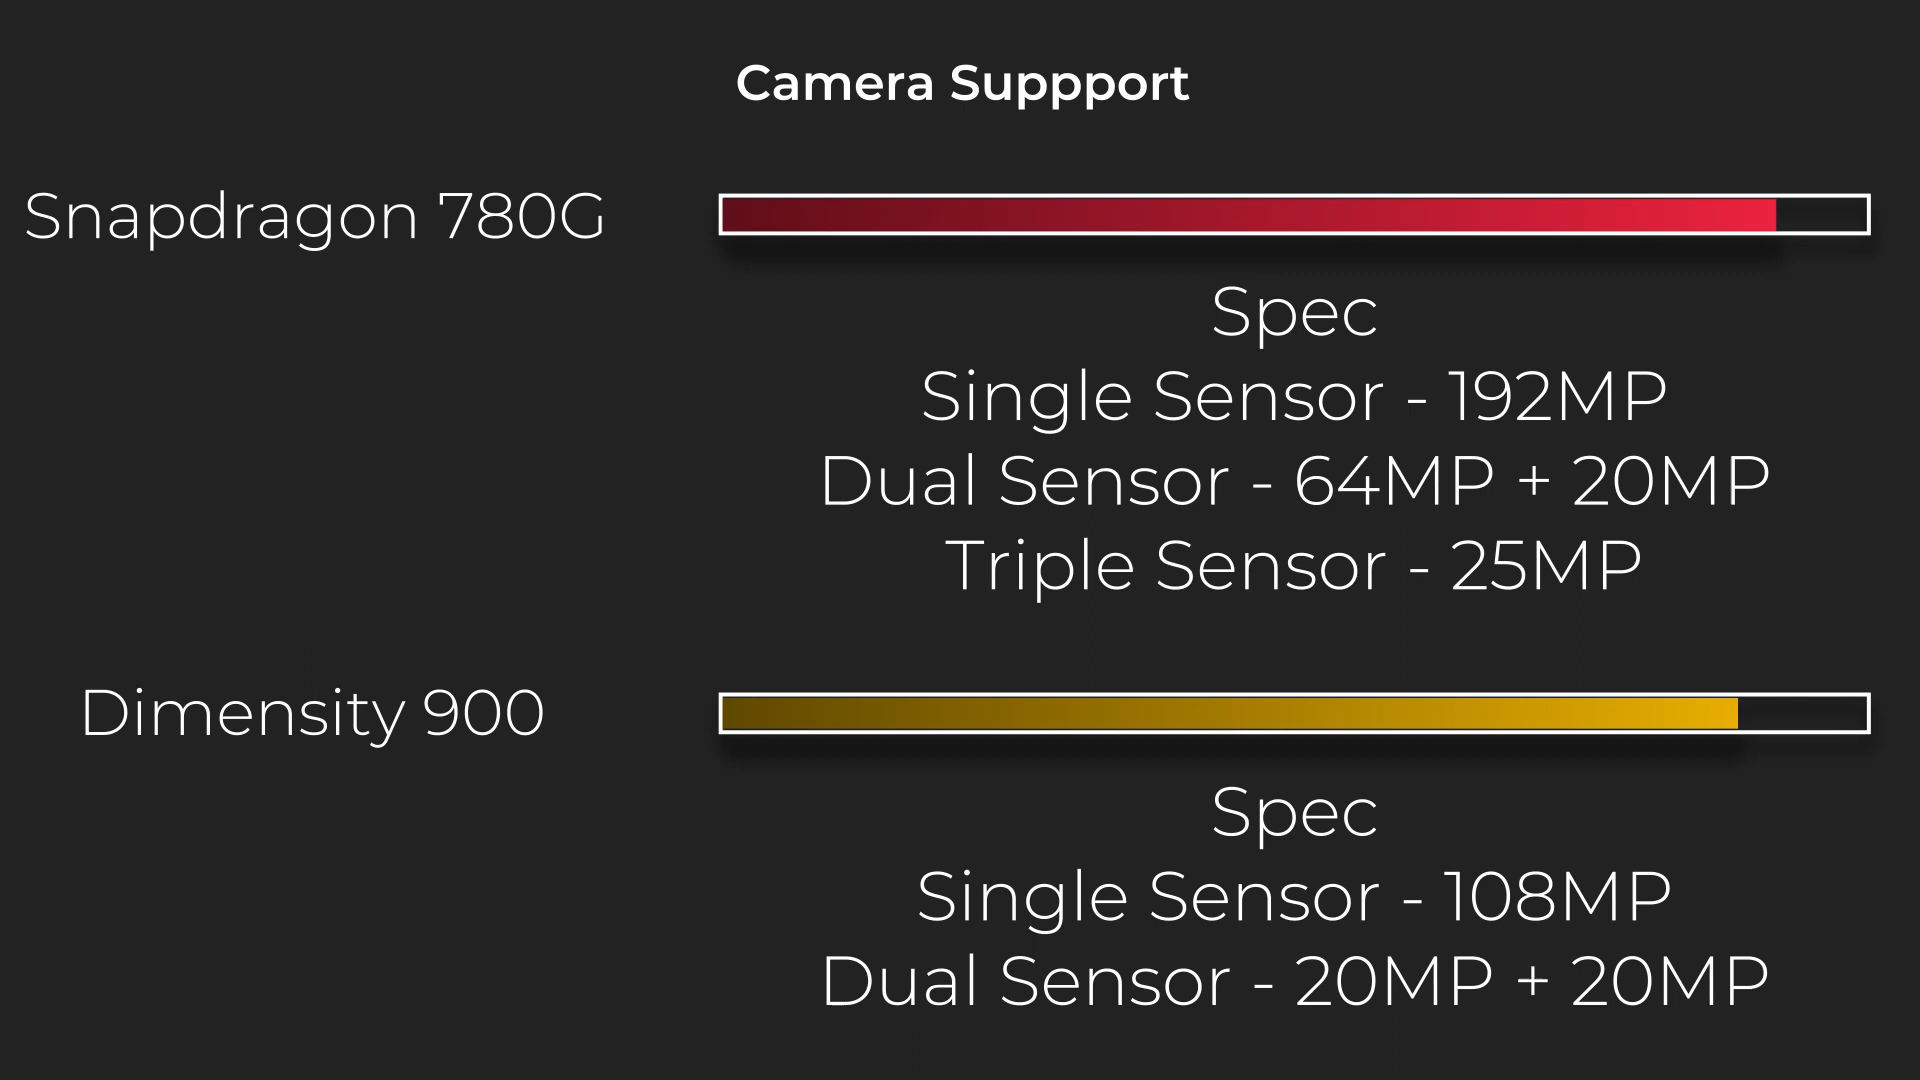 Camera Suppport
Snapdragon 780G
Spec
Single Sensor - 192MP
Dual Sensor - 64MP + 20MP
Triple Sensor - 25MP
Dimensity 900
Spec
Single Sensor - 108MP
Dual Sensor - 20MP + 20MP